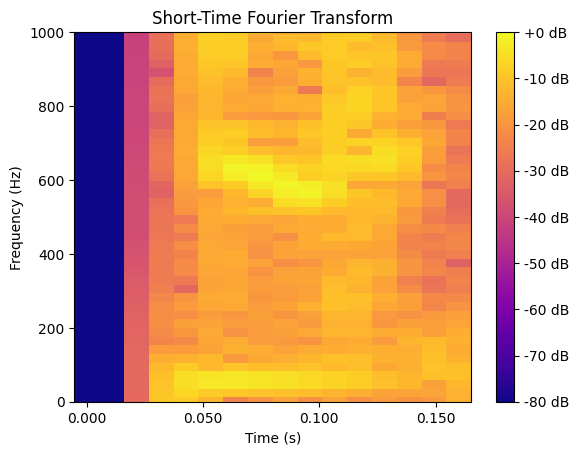 Short-Time Fourier Transform
Frequency (Hz)
1000
800
600
400
200
0
0.000
0.050
0.100
0.150
Time (s)
+0 dB
-10 dB
-20 dB
-30 dB
-40 dB
-50 dB
-60 dB
-70 dB
-80 dB